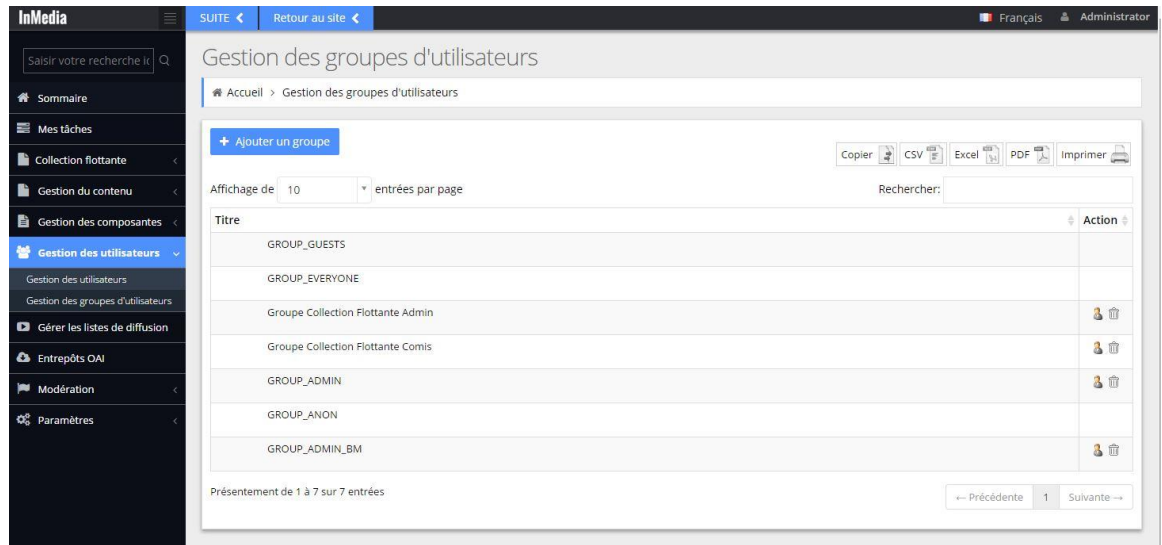 InMedia
SUITE
Retour au site
Français
Administrator
Saisir votre recherche ic
Sommaire
Mes tâches
Collection flottante
Gestion du contenu
Gestion des composantes
Gestion des utilisateurs
Gestion des utilisateurs
Gestion des groupes d'utilisateurs
Gérer les listes de diffusion
Entrepôts OAI
Modération
Paramètres
Gestion des groupes d'utilisateurs
Accueil > Gestion des groupes d'utilisateurs
+ Ajouter un groupe
Copier CSV Excel PDF Imprimer
Affichage de 10 entrées par page
Rechercher:
Titre Action
GROUP_GUESTS
GROUP_EVERYONE
Groupe Collection Flottante Admin
Groupe Collection Flottante Comis
GROUP_ADMIN
GROUP_ANON
GROUP_ADMIN_BM
Présentement de 1 à 7 sur 7 entrées
← Précédente 1 Suivante →